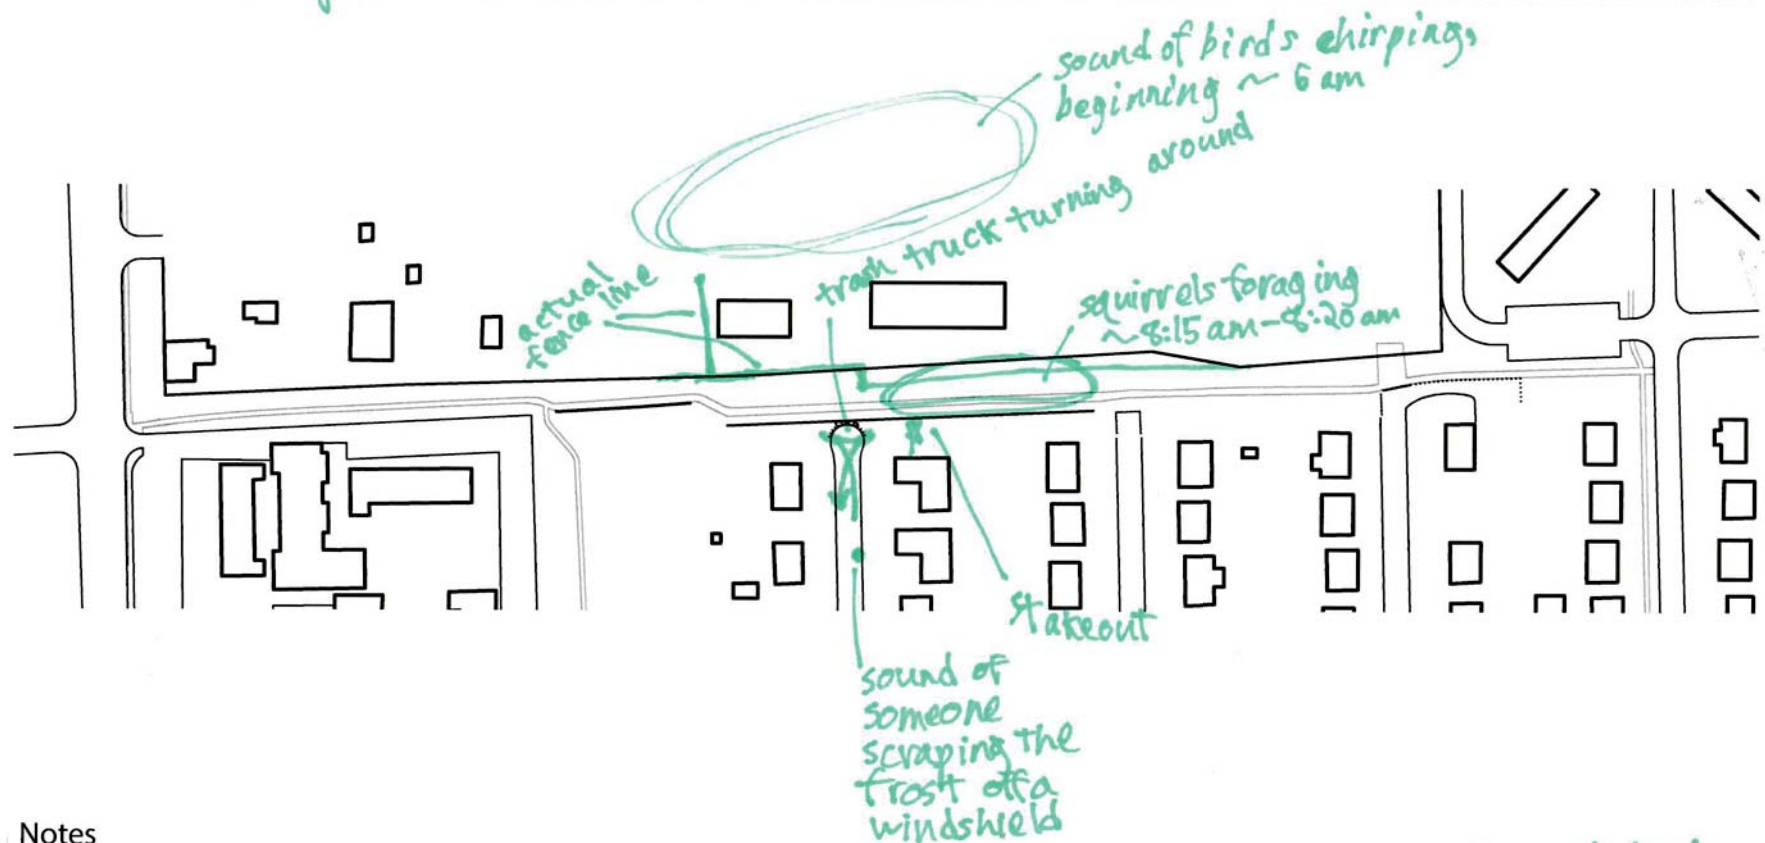 sound of birds chirping,
beginning ~ 6 am
trash truck turning around
actual
fence line
squirrels foraging
~8:15 am-8:20 am
stakeout
sound of
someone
scraping the
frost off a
windshield
Notes